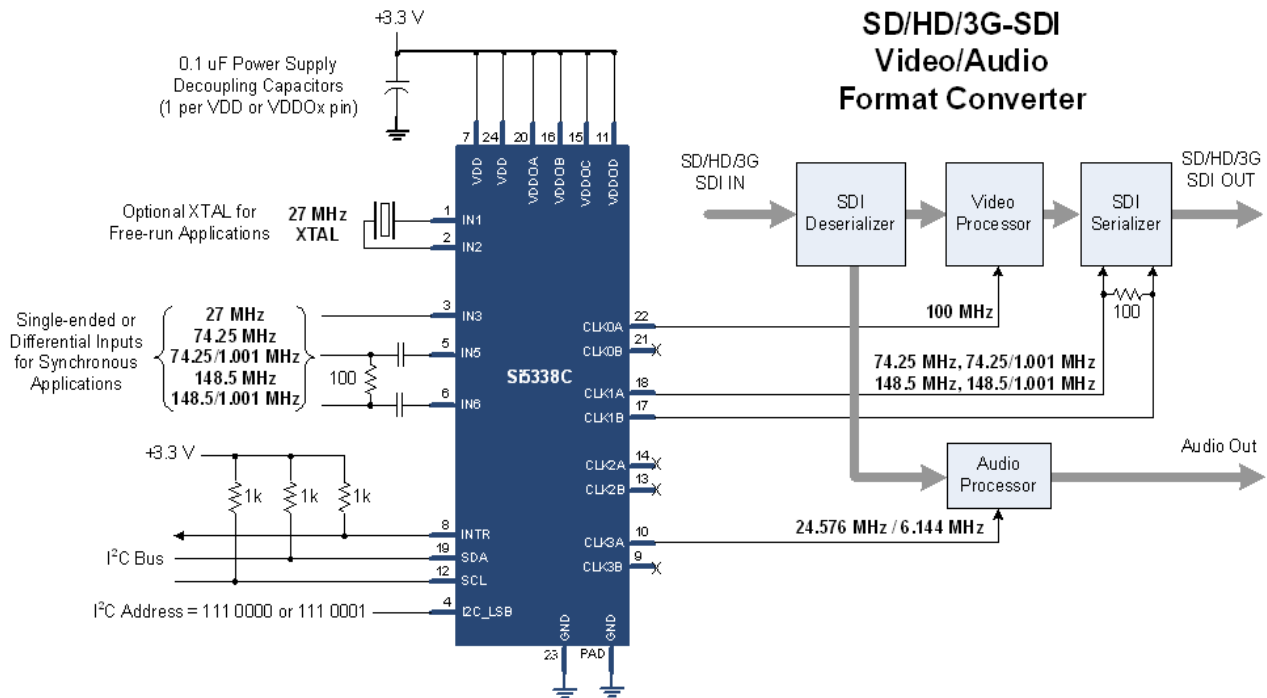 SD/HD/3G-SDI
Video/Audio
Format Converter
+3.3 V
0.1 uF Power Supply
Decoupling Capacitors
(1 per VDD or VDDOx pin)
7
24
20
16
15
11
VDD
VDD
VDDOA
VDDOB
VDDOC
VDDOD
Optional XTAL for
Free-run Applications
27 MHz
XTAL
1
IN1
2
IN2
Single-ended or
Differential Inputs
for Synchronous
Applications
27 MHz
74.25 MHz
74.25/1.001 MHz
148.5 MHz
148.5/1.001 MHz
100
3
IN3
5
IN5
6
IN6
Si5338C
+3.3 V
1k
1k
1k
8
INTR
I²C Bus
19
SDA
12
SCL
I²C Address = 111 0000 or 111 0001
4
I2C_LSB
23
GND
PAD
GND
22
CLK0A
21
CLK0B
18
CLK1A
17
CLK1B
14
CLK2A
13
CLK2B
10
CLK3A
9
CLK3B
SD/HD/3G
SDI IN
SDI
Deserializer
Video
Processor
SDI
Serializer
SD/HD/3G
SDI OUT
100 MHz
100
74.25 MHz, 74.25/1.001 MHz
148.5 MHz, 148.5/1.001 MHz
Audio
Processor
Audio Out
24.576 MHz / 6.144 MHz